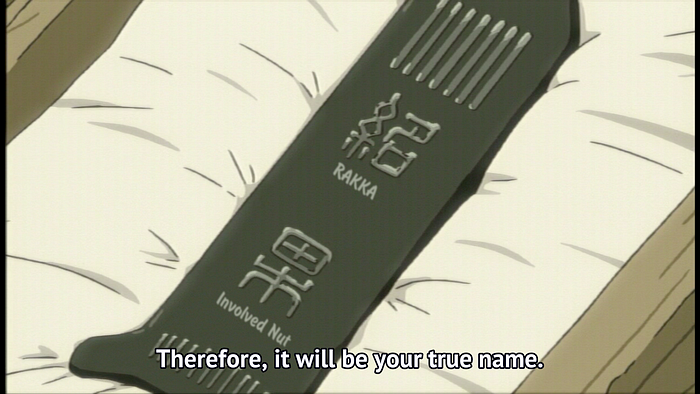 絡
RAKKA
果
Involved Nut
Therefore, it will be your true name.